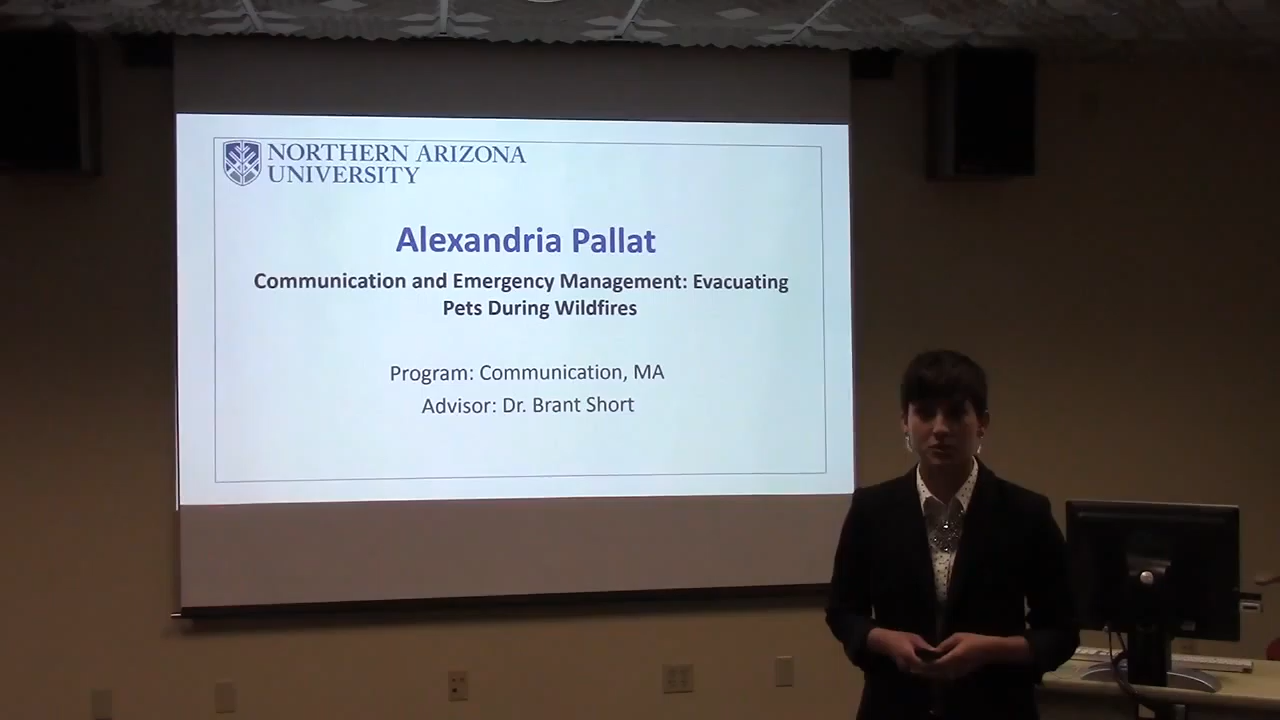 NORTHERN ARIZONA
UNIVERSITY
Alexandria Pallat
Communication and Emergency Management: Evacuating
Pets During Wildfires
Program: Communication, MA
Advisor: Dr. Brant Short